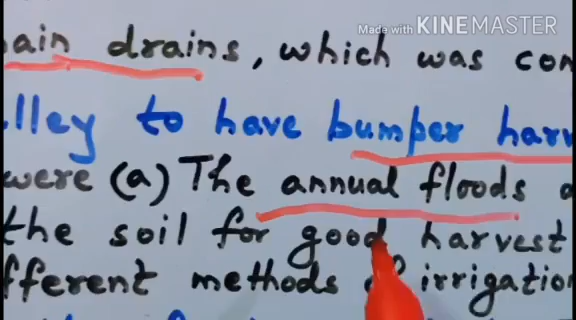 Made with KINEMASTER
ain drains, which was con
lley to have bumper harv
were (a) The annual floods
the soil for good harvest
fferent methods of irrigation